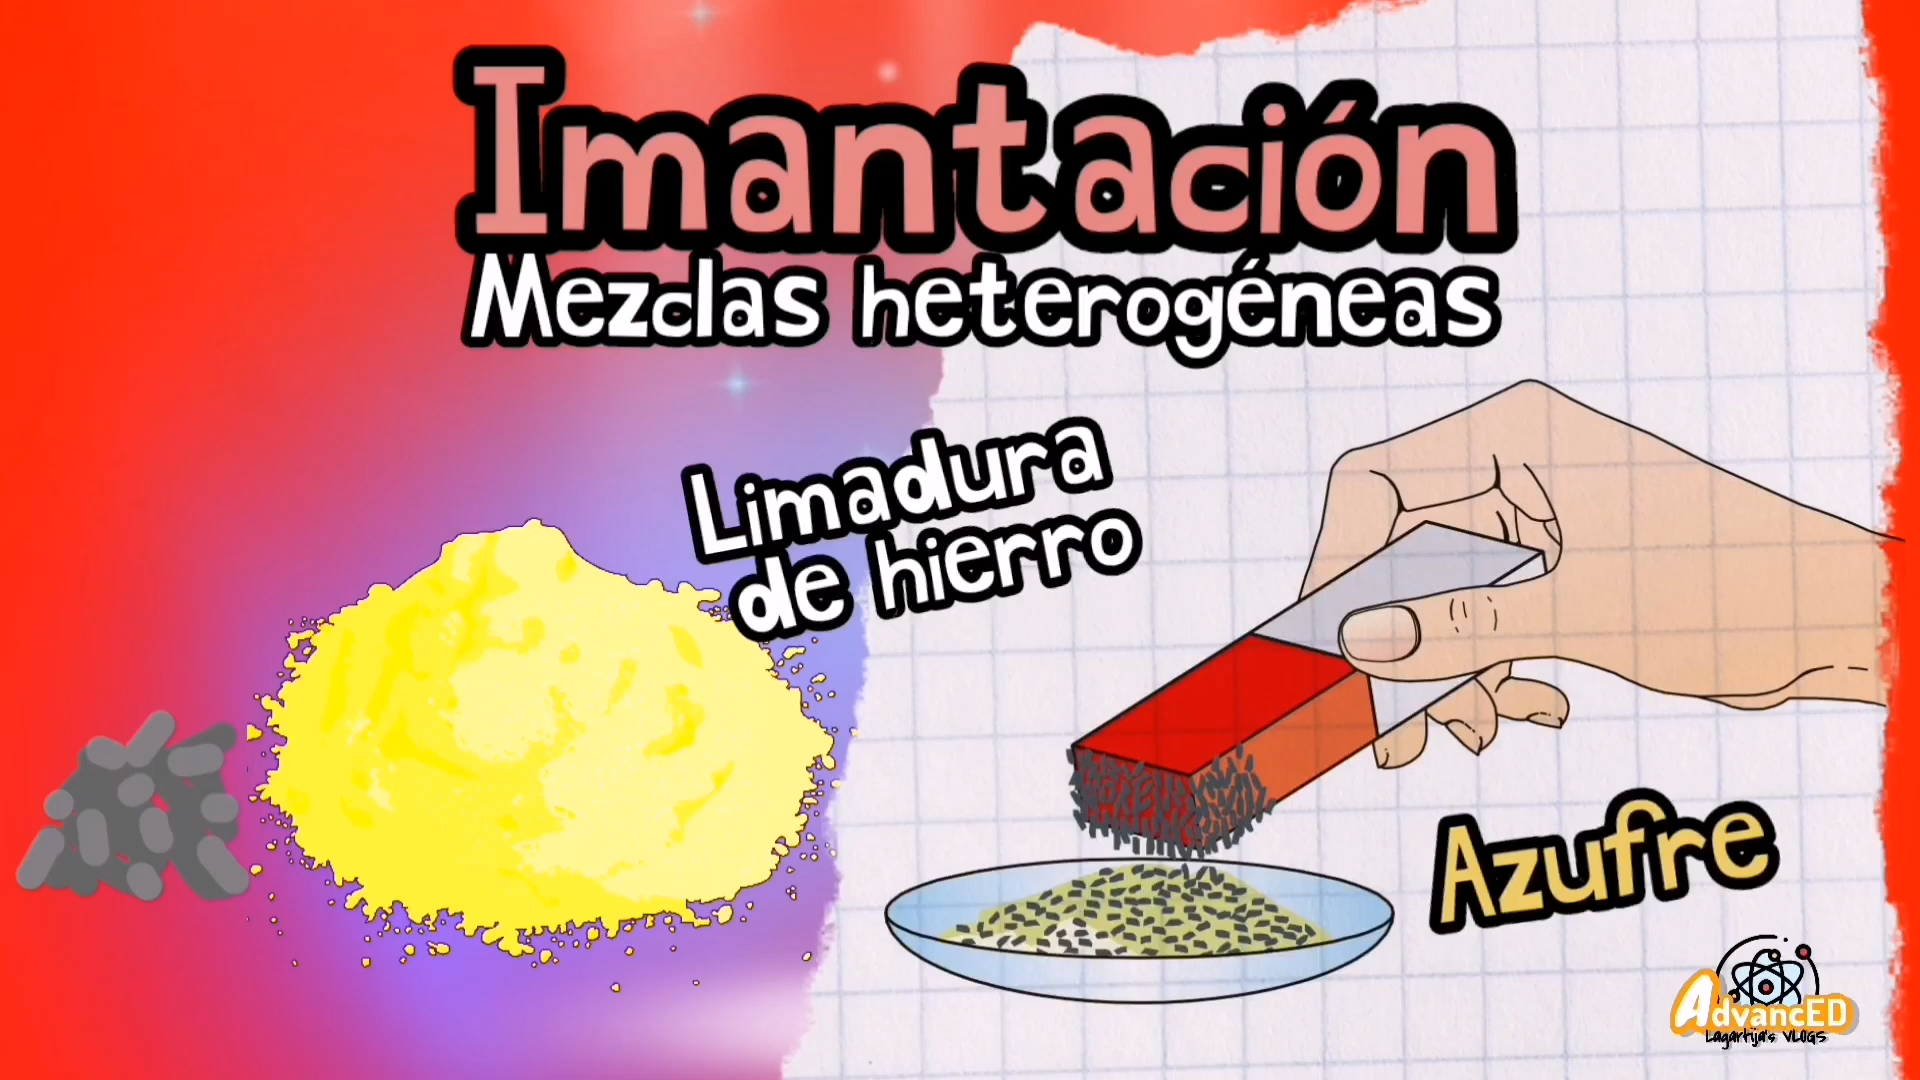 Imantación
Mezclas heterogéneas
Limadura
de hierro
Azufre
AdvancED
Lagartija's VLOGS